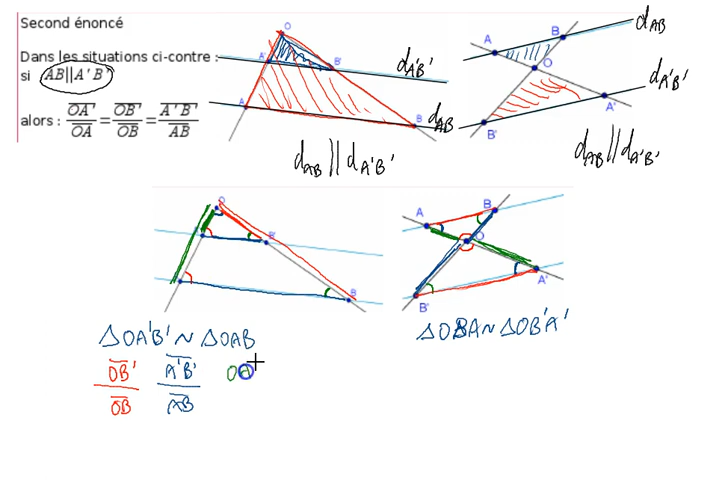 Second énoncé
Dans les situations ci-contre :
si AB||A'B'
alors : OA'/OA = OB'/OB = A'B'/AB
O
A'
B'
A
B
d_A'B'
d_AB
d_AB || d_A'B'
A
B
O
A'
B'
d_AB
d_A'B'
d_AB || d_A'B'
O
B'
B
A
B
O
A'
B'
ΔOA'B' ~ ΔOAB
ΔOBA ~ ΔOB'A'
OB'/OB A'B'/AB OA